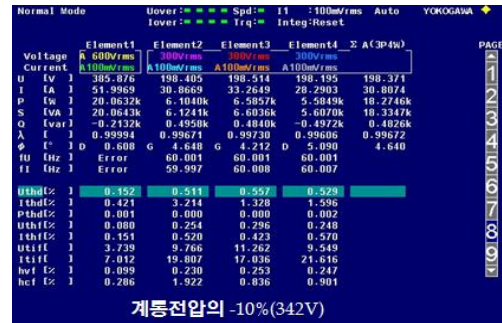 Normal Mode Uover: Spd: I1 :100mVrms Auto YOKOGAWA
Iover: Trq: Integ:Reset
Element1 Element2 Element3 Element4 Σ A(3P4W) PAGE
Voltage A 600Vrms 300Vrms 300Vrms 300Vrms
Current A100mVrms A100mVrms A100mVrms A100mVrms
U [V ] 385.876 198.405 198.514 198.195 198.371
I [A ] 51.9969 30.8669 33.2649 28.2903 30.8074 1
P [W ] 20.0632k 6.1040k 6.5857k 5.5849k 18.2746k 2
S [VA ] 20.0643k 6.1241k 6.6036k 5.6070k 18.3347k
Q [var] -0.2132k 0.4958k 0.4840k -0.4972k 0.4826k 3
λ [ ] 0.99994 0.99671 0.99730 0.99606 0.99672 4
φ [° ] D 0.608 G 4.648 G 4.212 D 5.090 4.640
fU [Hz ] Error 60.001 60.001 60.001 5
fI [Hz ] Error 59.997 60.008 60.007
6
Uthd[% ] 0.152 0.511 0.557 0.529
Ithd[% ] 0.421 3.214 1.328 1.596 7
Pthd[% ] 0.001 0.000 0.000 0.002
Uthf[% ] 0.080 0.254 0.296 0.248 8
Ithf[% ] 0.151 0.520 0.423 0.570
Utif[ ] 3.739 9.766 11.262 9.549 9
Itif[ ] 7.012 19.807 17.036 21.616
hvf [% ] 0.099 0.230 0.253 0.247
hcf [% ] 0.286 1.922 0.836 0.901
계통전압의 -10%(342V)